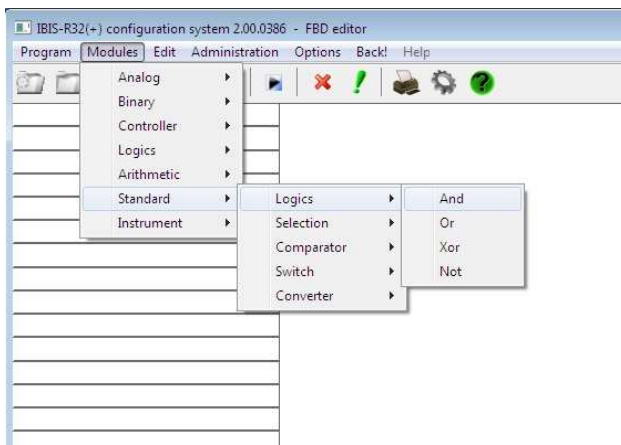 IBIS-R32(+) configuration system 2.00.0386 - FBD editor
Program Modules Edit Administration Options Back! Help
Analog
Binary
Controller
Logics
Arithmetic
Standard
Instrument
Logics
Selection
Comparator
Switch
Converter
And
Or
Xor
Not